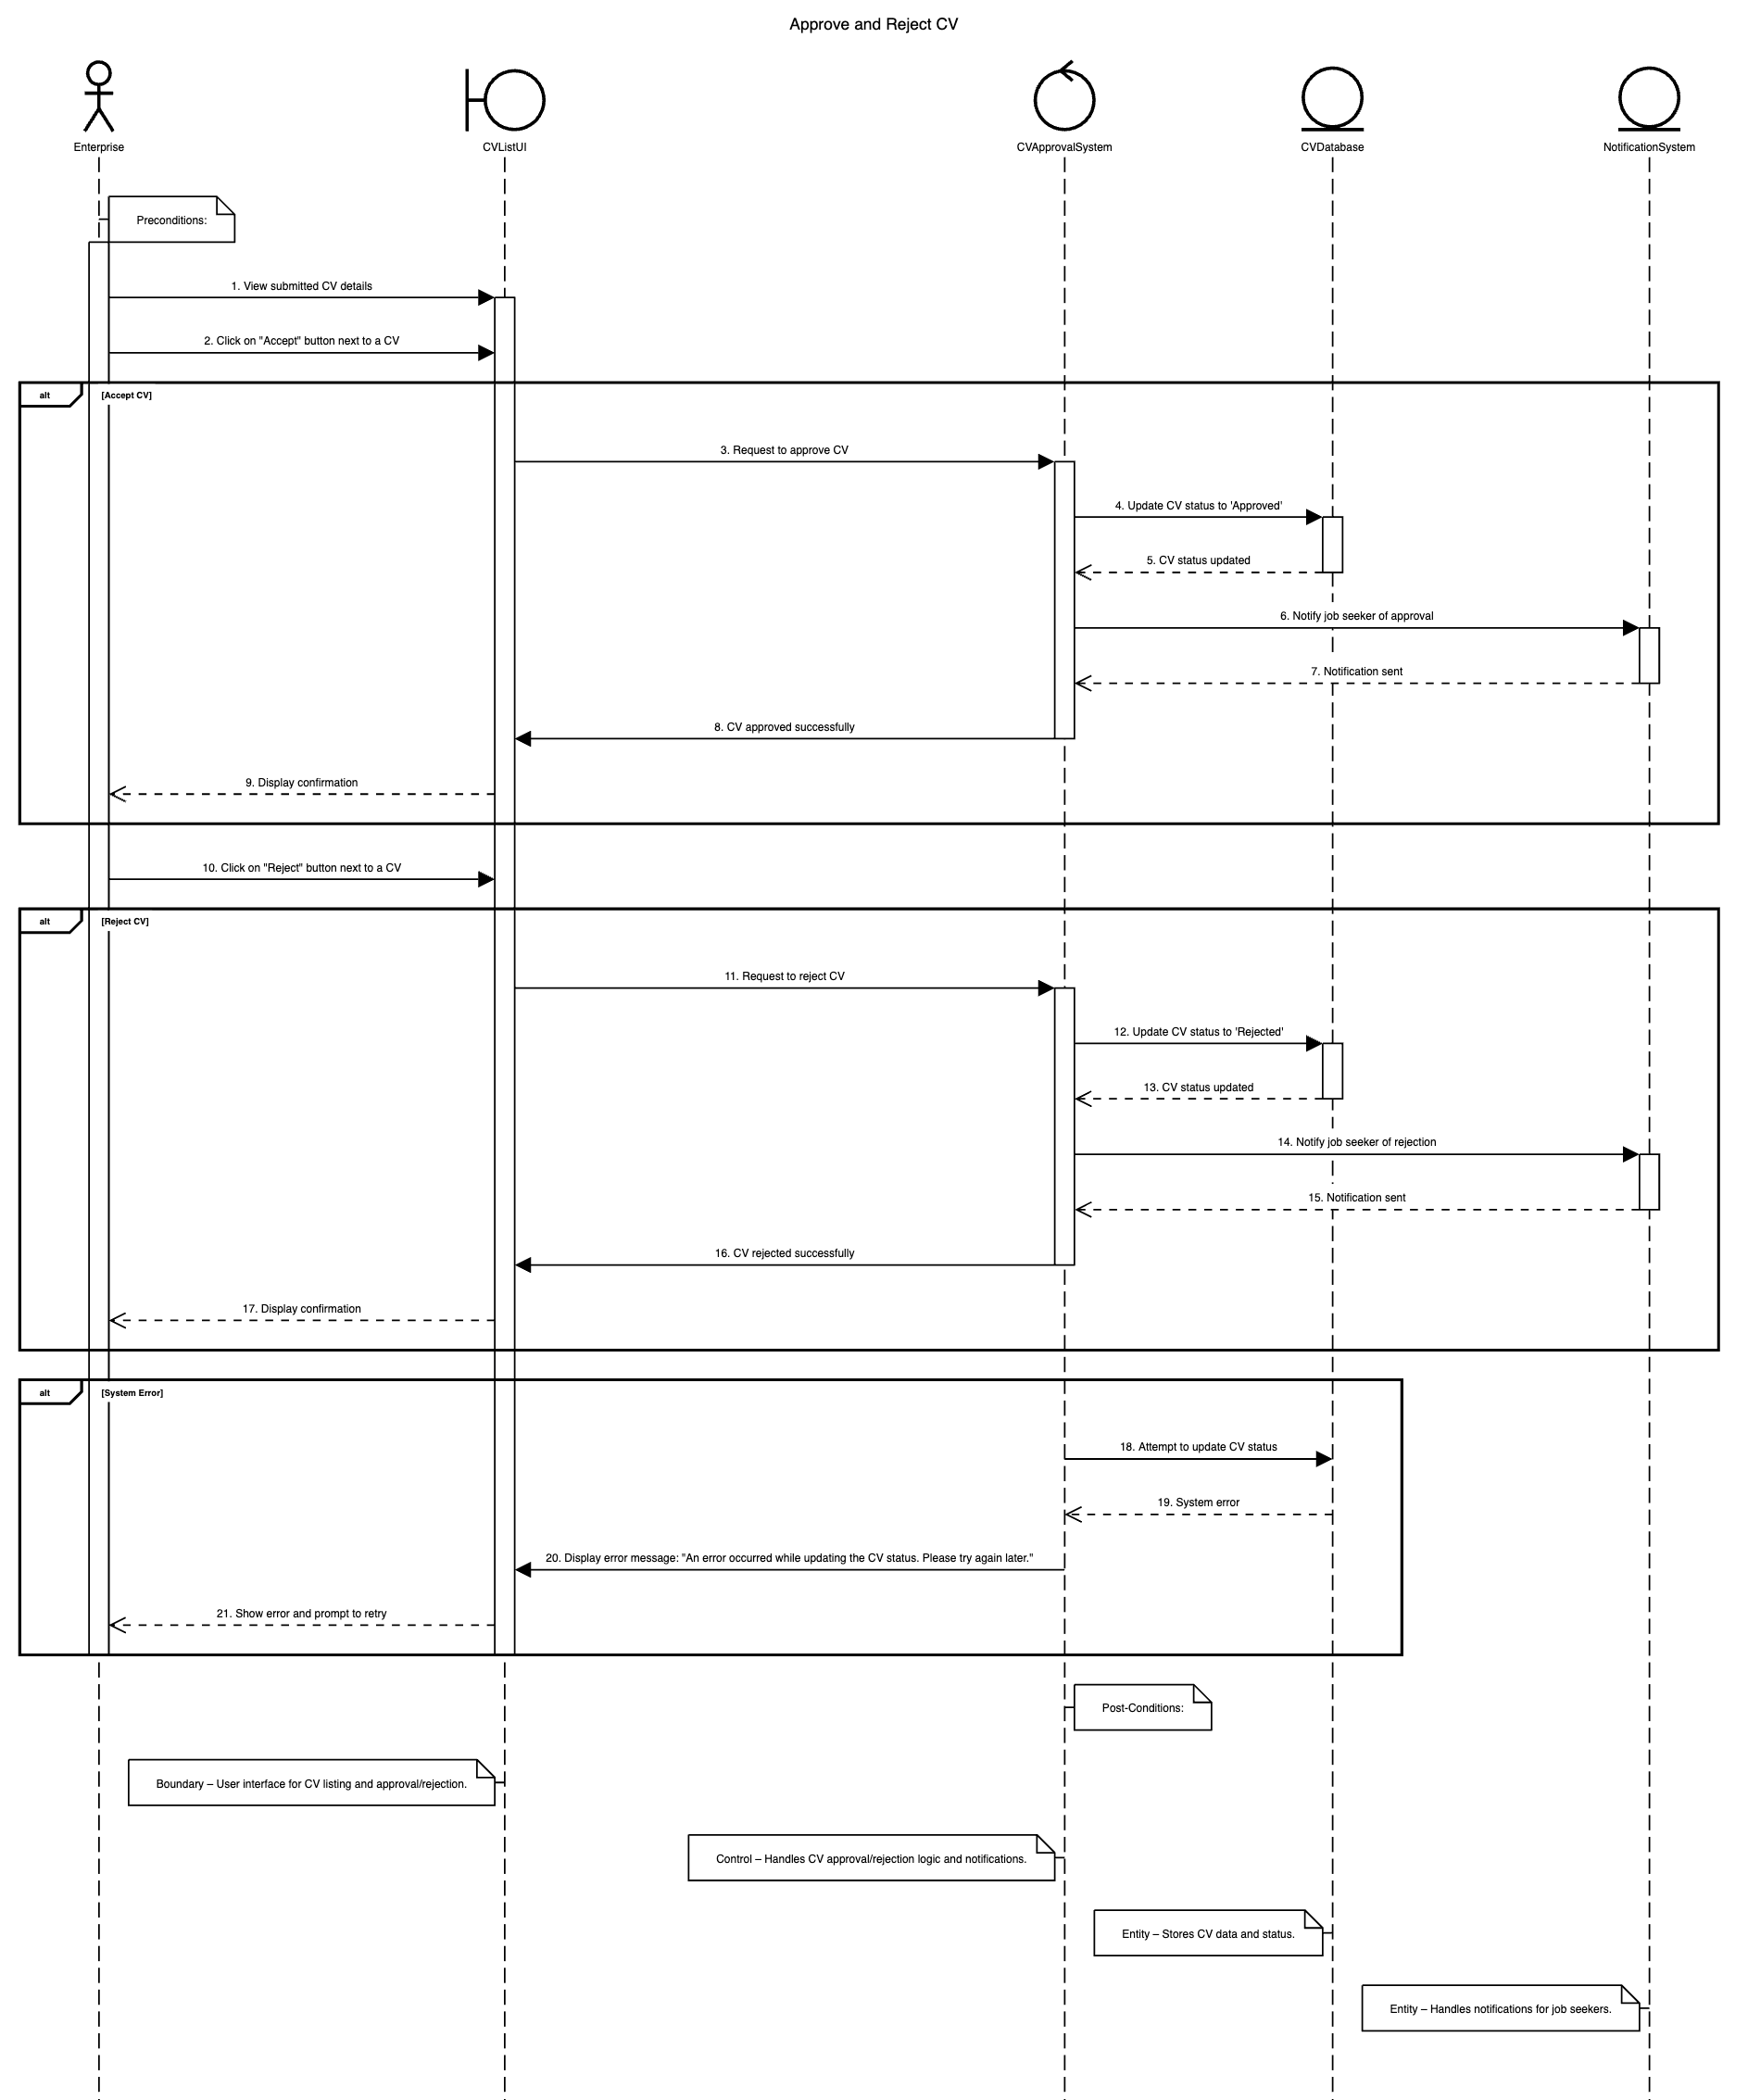 Approve and Reject CV
Enterprise
CVListUI
CVApprovalSystem
CVDatabase
NotificationSystem
Preconditions:
1. View submitted CV details
2. Click on "Accept" button next to a CV
alt
[Accept CV]
3. Request to approve CV
4. Update CV status to 'Approved'
5. CV status updated
6. Notify job seeker of approval
7. Notification sent
8. CV approved successfully
9. Display confirmation
10. Click on "Reject" button next to a CV
alt
[Reject CV]
11. Request to reject CV
12. Update CV status to 'Rejected'
13. CV status updated
14. Notify job seeker of rejection
15. Notification sent
16. CV rejected successfully
17. Display confirmation
alt
[System Error]
18. Attempt to update CV status
19. System error
20. Display error message: "An error occurred while updating the CV status. Please try again later."
21. Show error and prompt to retry
Post-Conditions:
Boundary – User interface for CV listing and approval/rejection.
Control – Handles CV approval/rejection logic and notifications.
Entity – Stores CV data and status.
Entity – Handles notifications for job seekers.